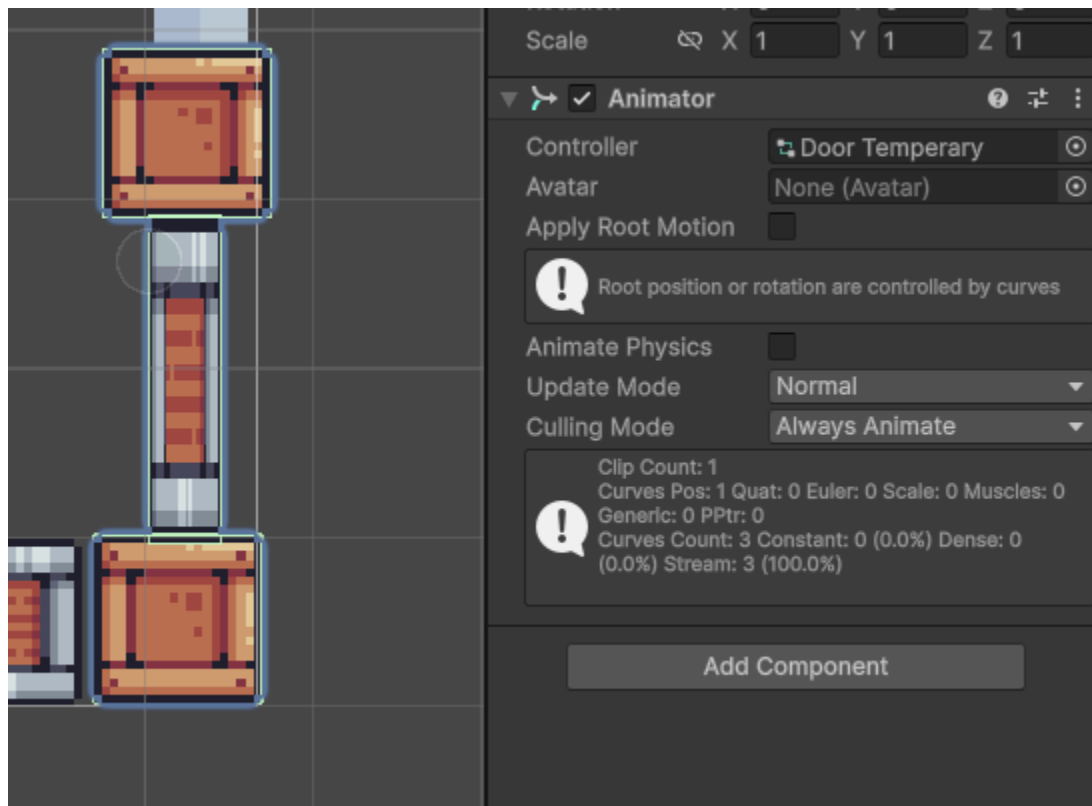 Scale X 1 Y 1 Z 1
Animator
Controller Door Temperary
Avatar None (Avatar)
Apply Root Motion
Root position or rotation are controlled by curves
Animate Physics
Update Mode Normal
Culling Mode Always Animate
Clip Count: 1
Curves Pos: 1 Quat: 0 Euler: 0 Scale: 0 Muscles: 0
Generic: 0 PPtr: 0
Curves Count: 3 Constant: 0 (0.0%) Dense: 0
(0.0%) Stream: 3 (100.0%)
Add Component